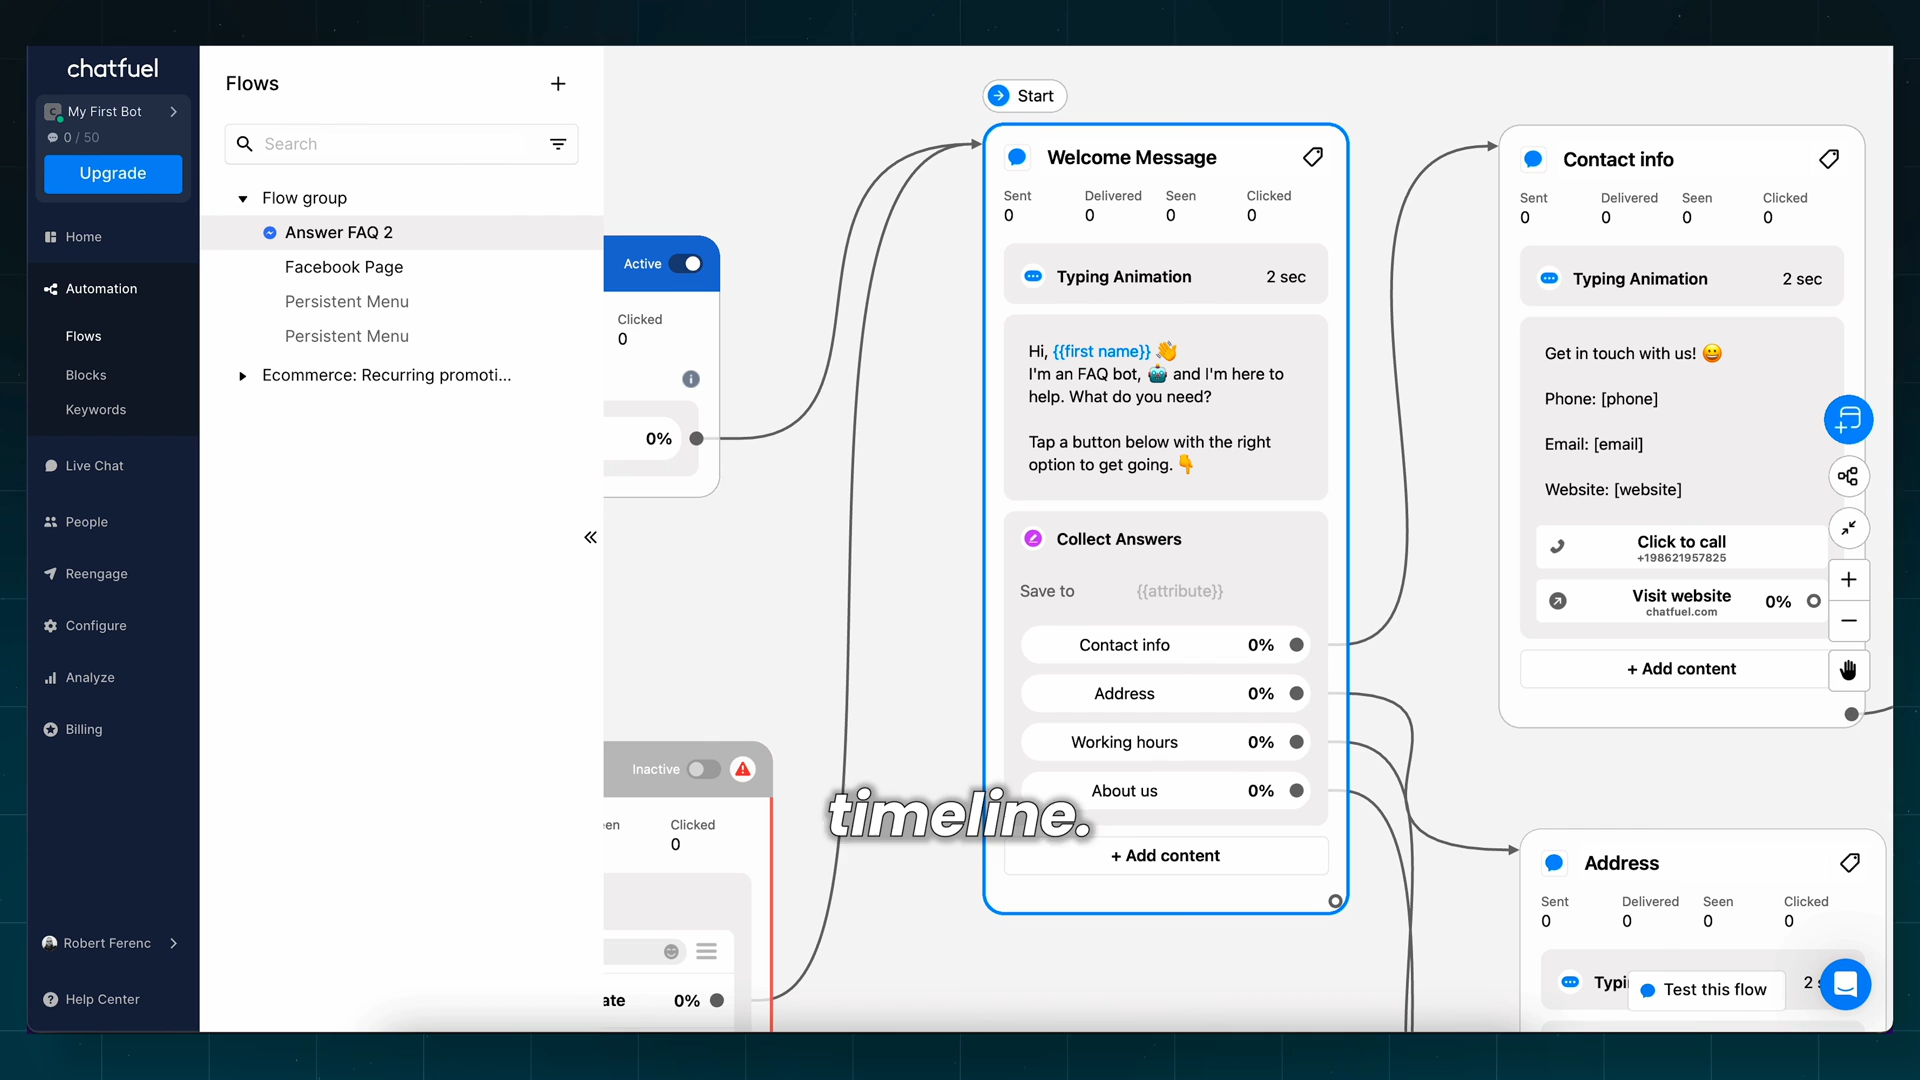 chatfuel
My First Bot
0 / 50
Upgrade
Home
Automation
Flows
Blocks
Keywords
Live Chat
People
Reengage
Configure
Analyze
Billing
Robert Ferenc
Help Center
Flows
Search
Flow group
Answer FAQ 2
Facebook Page
Persistent Menu
Persistent Menu
Ecommerce: Recurring promoti...
Active
Clicked
0
0%
Inactive
een Clicked
0
ate 0%
Start
Welcome Message
Sent Delivered Seen Clicked
0 0 0 0
Typing Animation 2 sec
Hi, {{first name}} 👋
I'm an FAQ bot, 🤖 and I'm here to
help. What do you need?
Tap a button below with the right
option to get going. 👇
Collect Answers
Save to {{attribute}}
Contact info 0%
Address 0%
Working hours 0%
About us 0%
timeline.
+ Add content
Contact info
Sent Delivered Seen Clicked
0 0 0 0
Typing Animation 2 sec
Get in touch with us! 😀
Phone: [phone]
Email: [email]
Website: [website]
Click to call
+198621957825
Visit website 0%
chatfuel.com
+ Add content
Address
Sent Delivered Seen Clicked
0 0 0 0
Typi 2 s
Test this flow